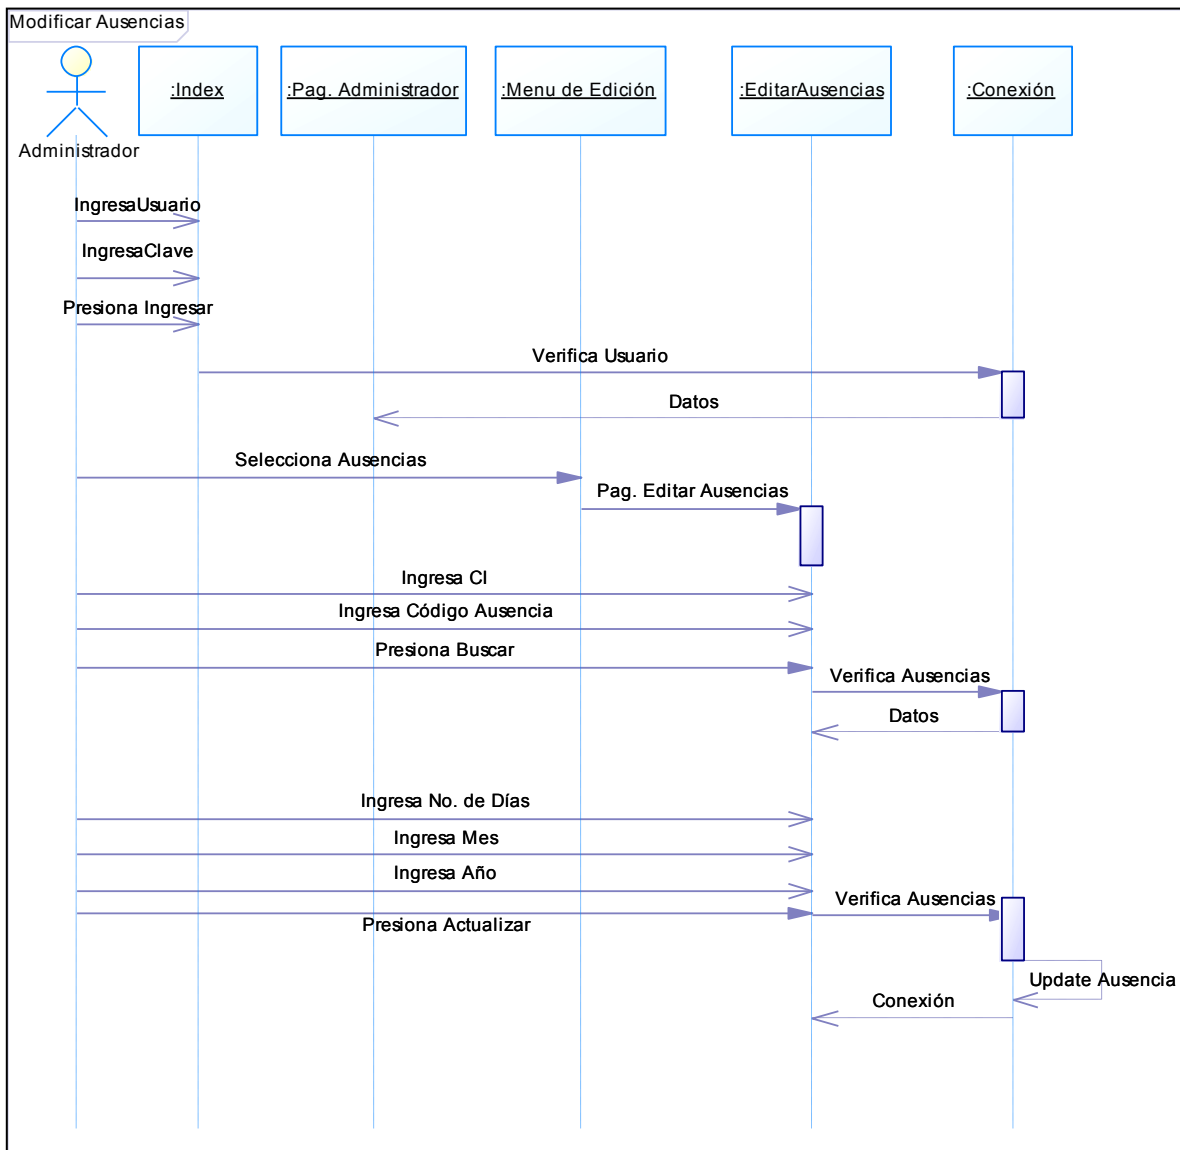 Modificar Ausencias
:Index
:Pag. Administrador
:Menu de Edición
:EditarAusencias
:Conexión
Administrador
IngresaUsuario
IngresaClave
Presiona Ingresar
Verifica Usuario
Datos
Selecciona Ausencias
Pag. Editar Ausencias
Ingresa CI
Ingresa Código Ausencia
Presiona Buscar
Verifica Ausencias
Datos
Ingresa No. de Días
Ingresa Mes
Ingresa Año
Verifica Ausencias
Presiona Actualizar
Update Ausencia
Conexión